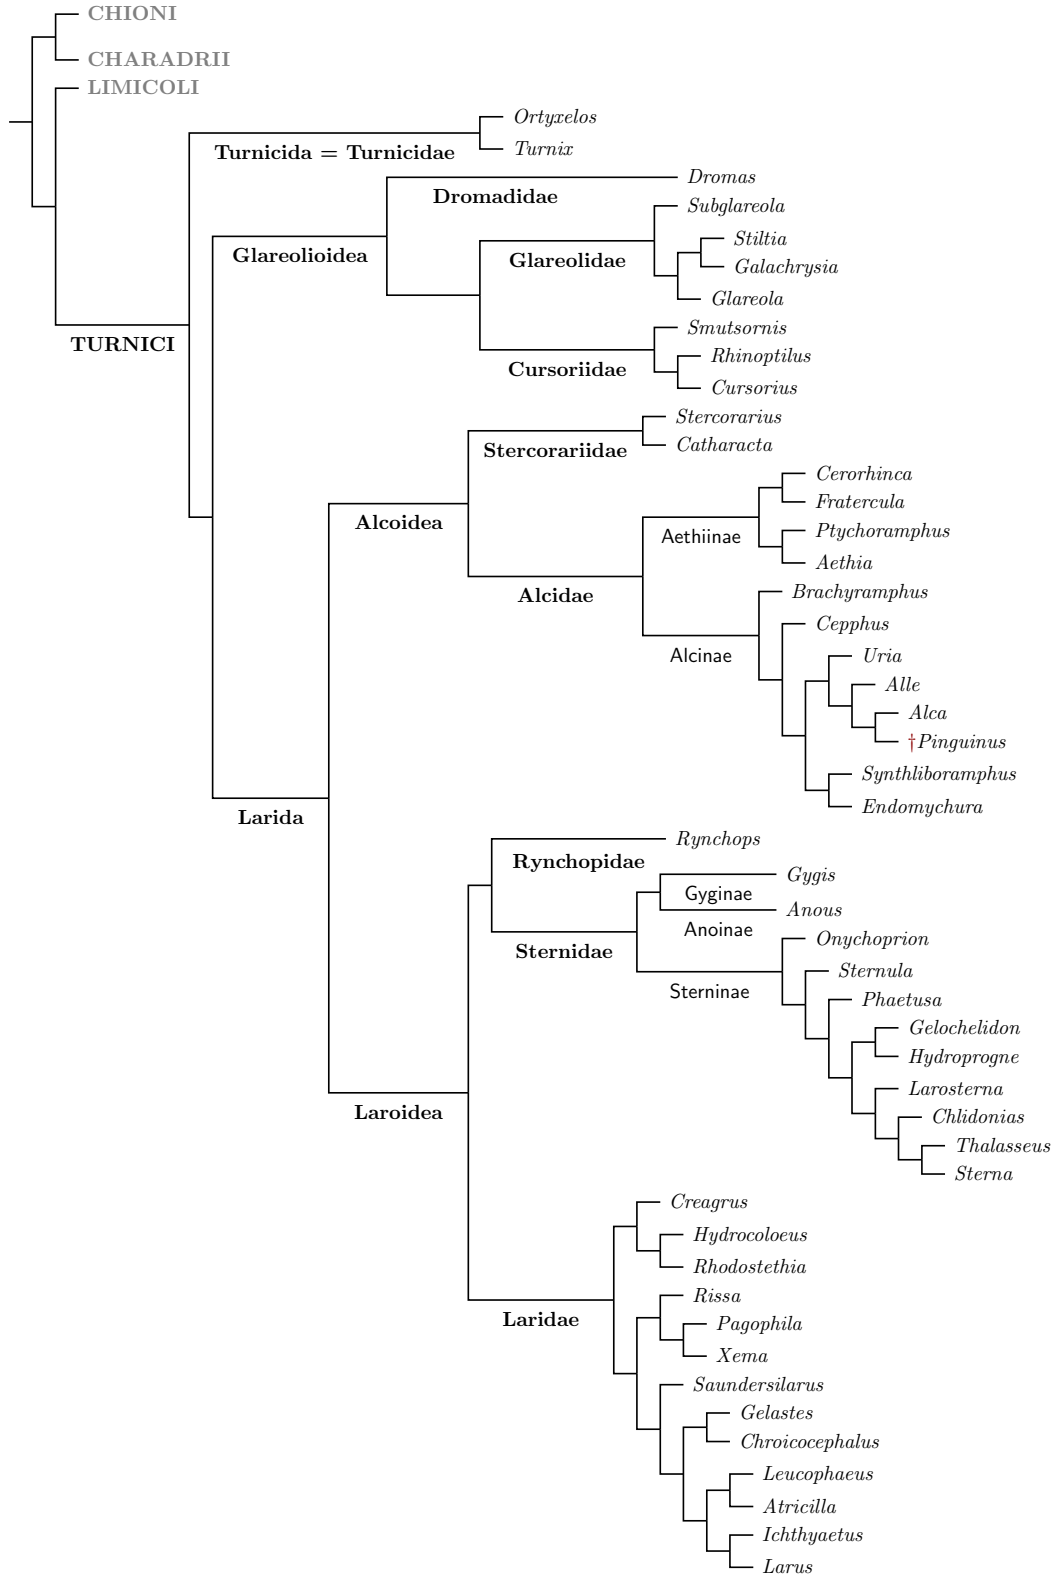 CHIONI
CHARADRII
LIMICOLI
Ortyxelos
Turnicida = Turnicidae
Turnix
Dromas
Dromadidae
Subglareola
Stiltia
Glareolioidea
Glareolidae
Galachrysia
Glareola
Smutsornis
TURNICI
Rhinoptilus
Cursoriidae
Cursorius
Stercorarius
Stercorariidae
Catharacta
Cerorhinca
Fratercula
Alcoidea
Ptychoramphus
Aethiinae
Aethia
Brachyramphus
Alcidae
Cepphus
Alcinae
Uria
Alle
Alca
†Pinguinus
Synthliboramphus
Endomychura
Larida
Rynchops
Rynchopidae
Gygis
Gyginae
Anous
Anoinae
Onychoprion
Sternidae
Sternula
Sterninae
Phaetusa
Gelochelidon
Hydroprogne
Larosterna
Laroidea
Chlidonias
Thalasseus
Sterna
Creagrus
Hydrocoloeus
Rhodostethia
Rissa
Laridae
Pagophila
Xema
Saundersilarus
Gelastes
Chroicocephalus
Leucophaeus
Atricilla
Ichthyaetus
Larus